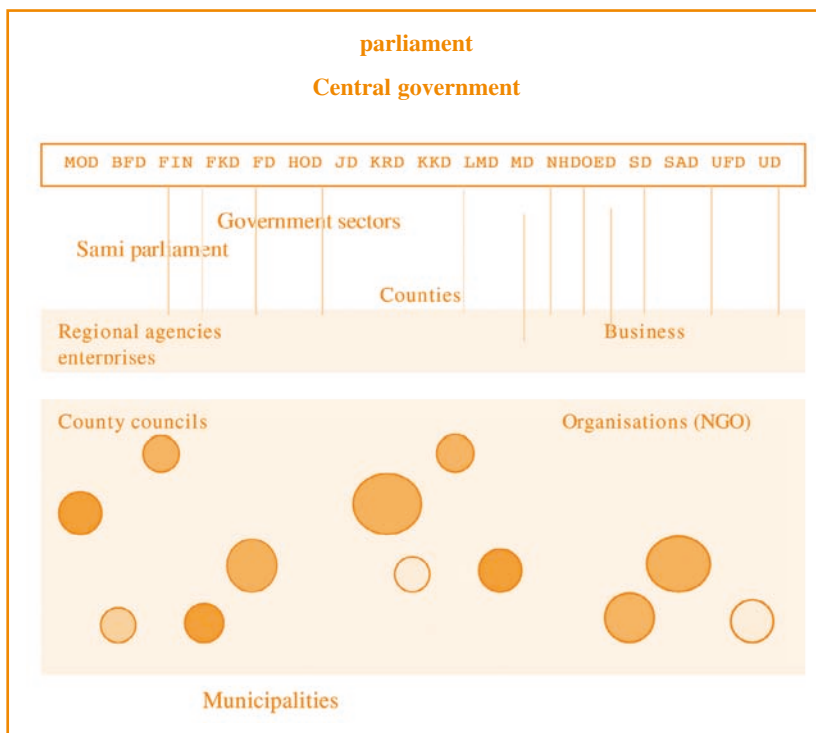 parliament
Central government
MOD BFD FIN FKD FD HOD JD KRD KKD LMD MD NHDOED SD SAD UFD UD
Government sectors
Sami parliament
Counties
Regional agencies
enterprises
Business
County councils
Organisations (NGO)
Municipalities